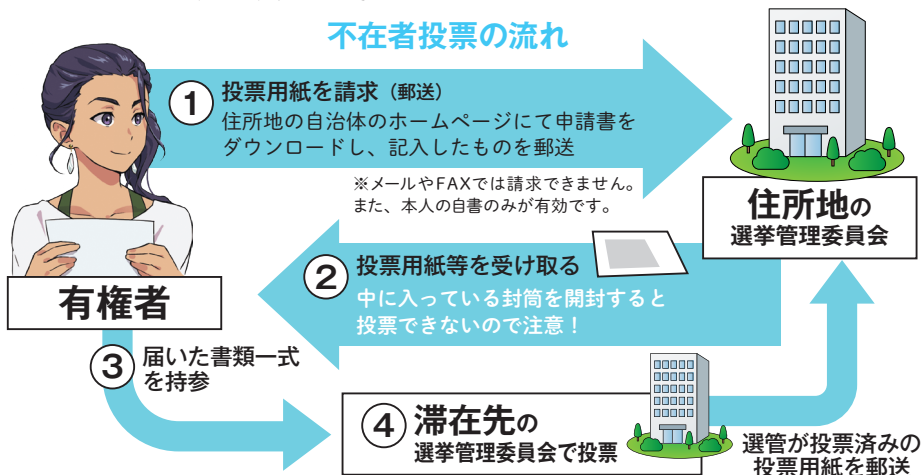 不在者投票の流れ
① 投票用紙を請求（郵送）
住所地の自治体のホームページにて申請書を
ダウンロードし、記入したものを郵送
※メールやFAXでは請求できません。
また、本人の自書のみが有効です。
住所地の
選挙管理委員会
② 投票用紙等を受け取る
中に入っている封筒を開封すると
投票できないので注意！
有権者
③ 届いた書類一式
を持参
④ 滞在先の
選挙管理委員会で投票
選管が投票済みの
投票用紙を郵送